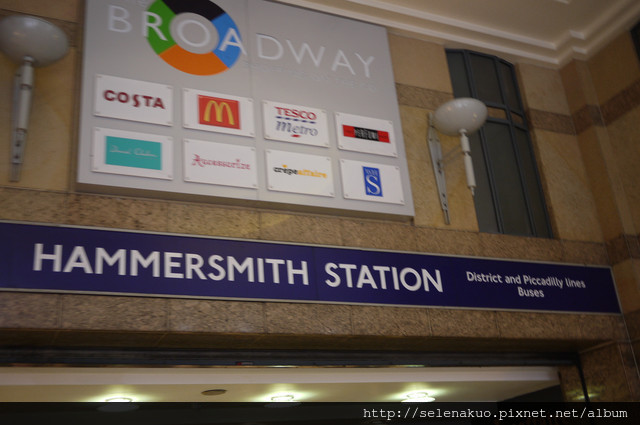 BROADWAY
COSTA
TESCO
Metro
Accessorize
crêpeaffaire
S
HAMMERSMITH STATION
District and Piccadilly lines
Buses
http://selenakuo.pixnet.net/album